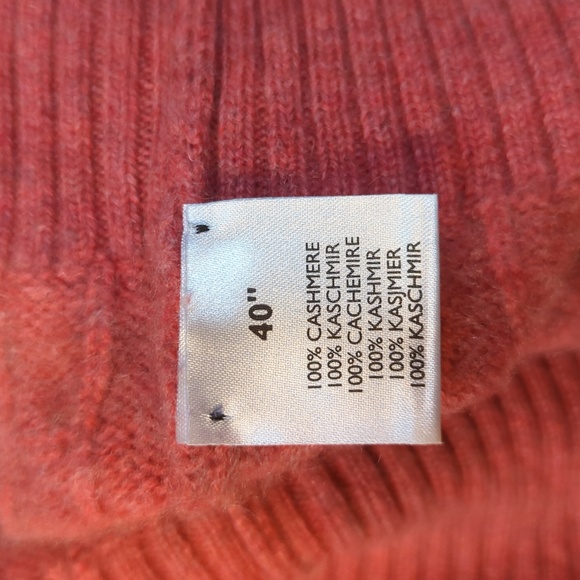 40"
100% CASHMERE
100% KASCHMIR
100% CACHEMIRE
100% KASHMIR
100% KASJMIER
100% KASCHMIR